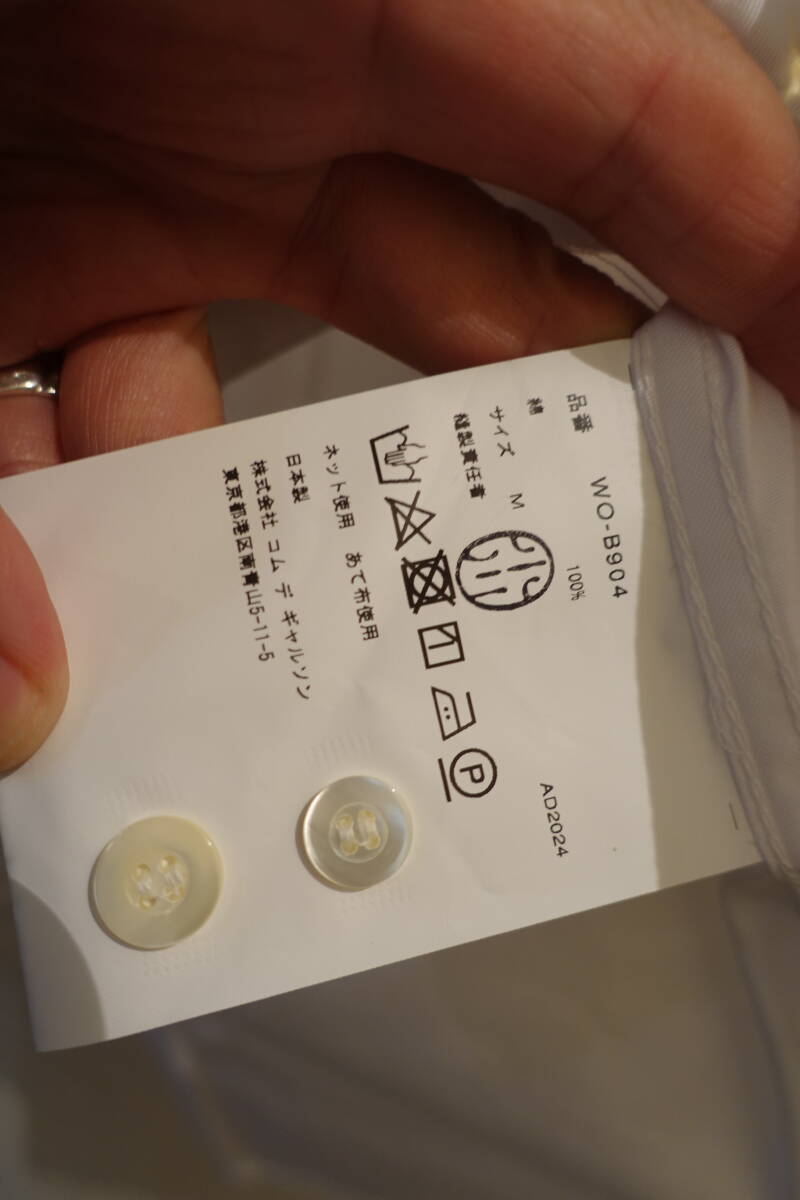 品番 WO-B904
綿 100%
サイズ M
縫製責任者
AD2024
P
ネット使用 あて布使用
日本製
株式会社 コム デ ギャルソン
東京都港区南青山5-11-5